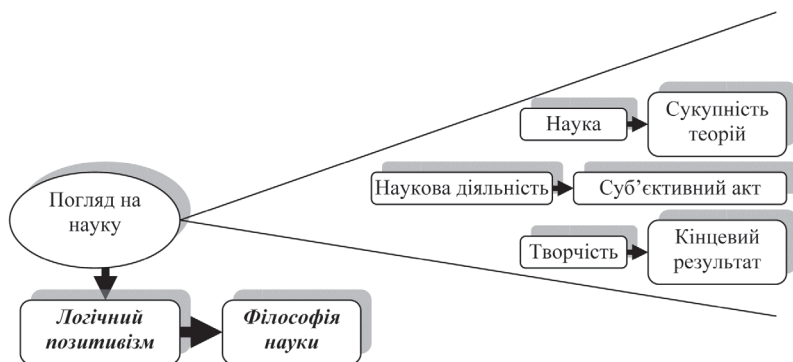 Наука
Сукупність
теорій
Наукова діяльність
Суб’єктивний акт
Погляд на
науку
Творчість
Кінцевий
результат
Логічний
позитивізм
Філософія
науки